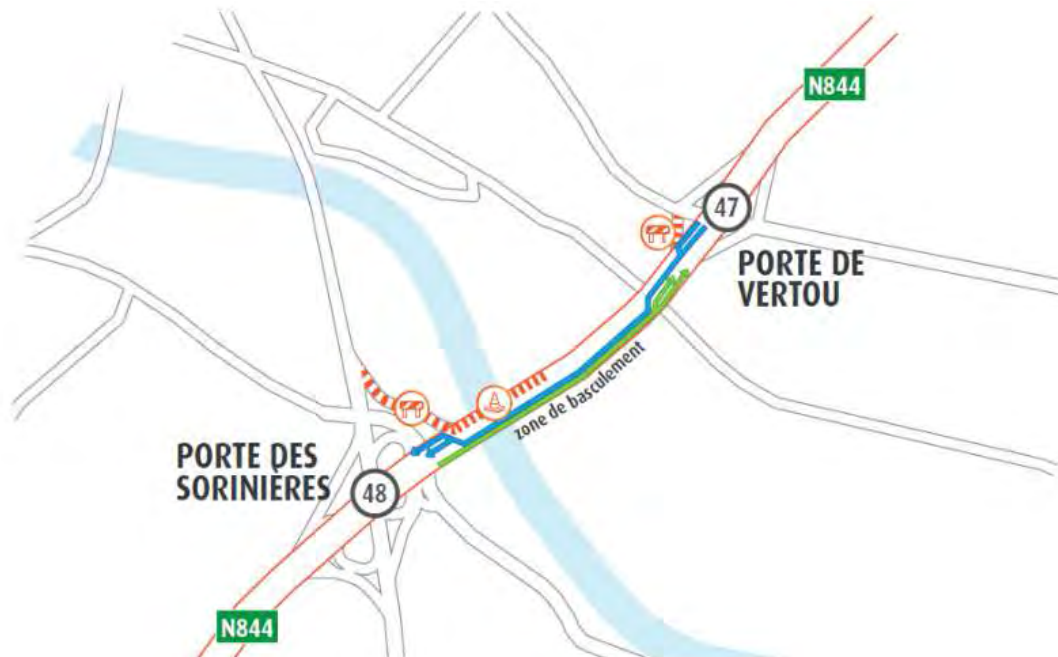 N844
47
PORTE DE
VERTOU
zone de basculement
PORTE DES
SORINIÈRES
48
N844